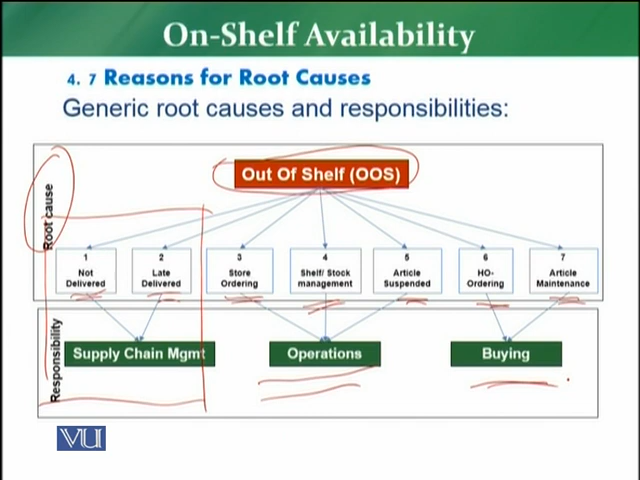 On-Shelf Availability
4. 7 Reasons for Root Causes
Generic root causes and responsibilities:
Root cause
Out Of Shelf (OOS)
1
Not
Delivered
2
Late
Delivered
3
Store
Ordering
4
Shelf/ Stock
management
5
Article
Suspended
6
HO-
Ordering
7
Article
Maintenance
Responsibility
Supply Chain Mgmt
Operations
Buying
VU